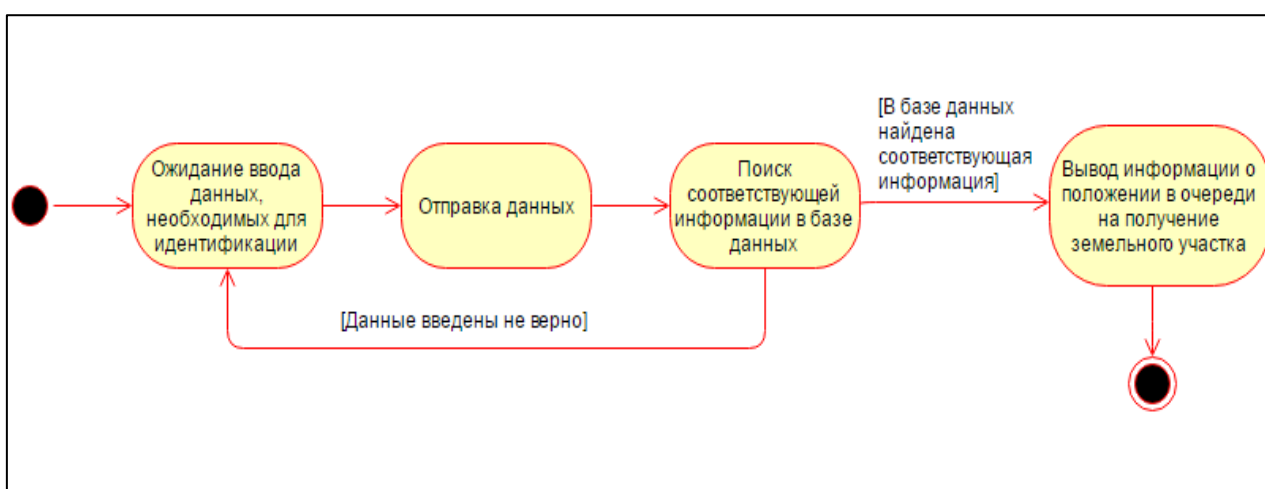 Ожидание ввода
данных,
необходимых для
идентификации
Отправка данных
Поиск
соответствующей
информации в базе
данных
[В базе данных
найдена
соответствующая
информация]
Вывод информации о
положении в очереди
на получение
земельного участка
[Данные введены не верно]